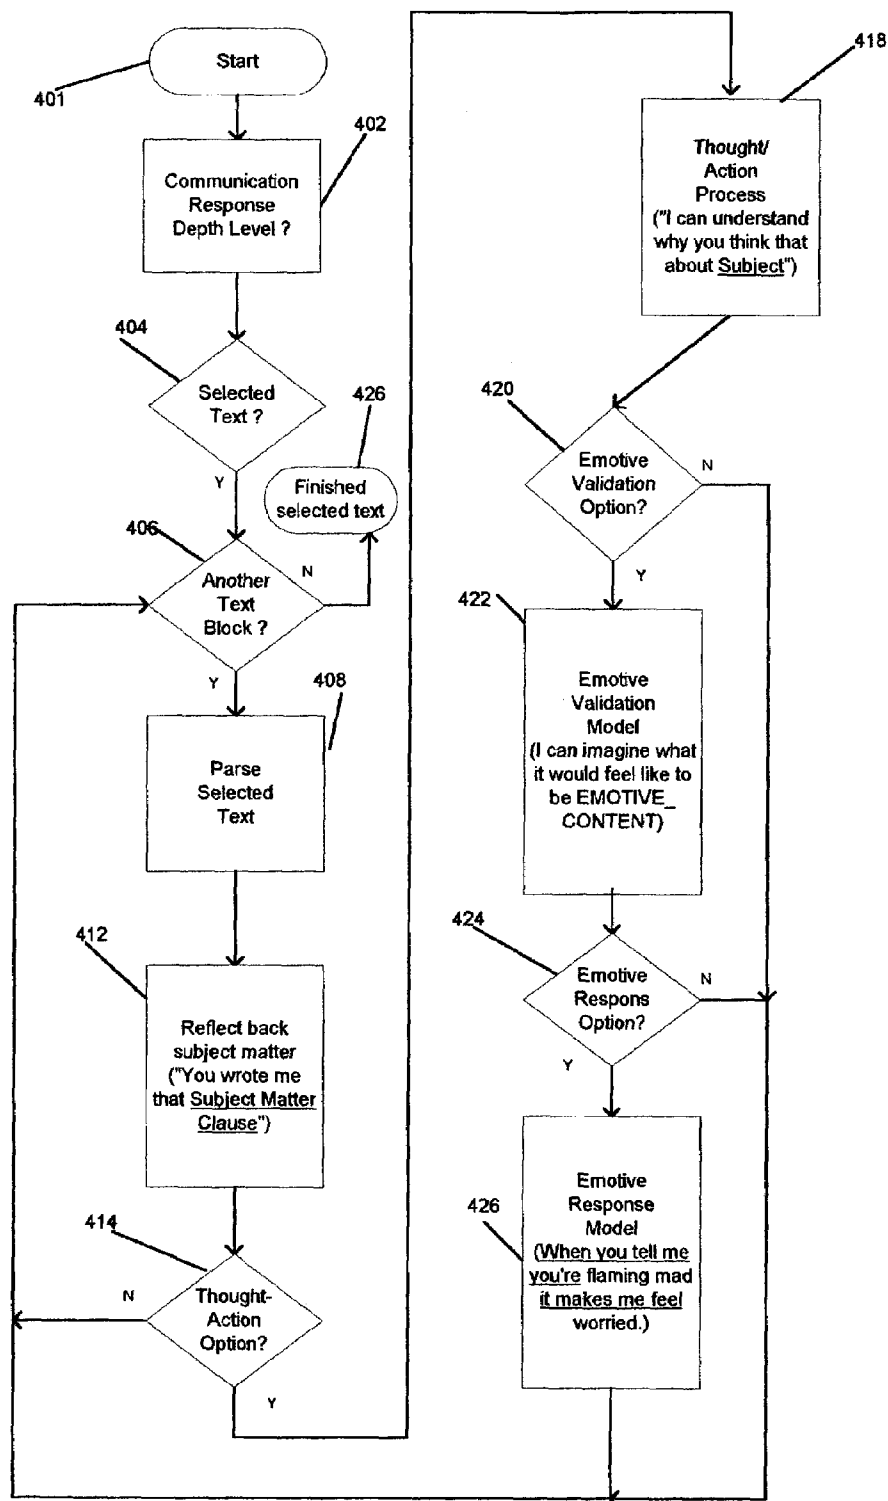 Start
401
402
Communication
Response
Depth Level ?
404
Selected
Text ?
Y
426
Finished
selected text
406
Another
Text
Block ?
N
Y
408
Parse
Selected
Text
412
Reflect back
subject matter
("You wrote me
that Subject Matter
Clause")
414
Thought-
Action
Option?
N
Y
418
Thought/
Action
Process
("I can understand
why you think that
about Subject")
420
Emotive
Validation
Option?
N
Y
422
Emotive
Validation
Model
(I can imagine what
it would feel like to
be EMOTIVE_
CONTENT)
424
Emotive
Respons
Option?
N
Y
426
Emotive
Response
Model
(When you tell me
you're flaming mad
it makes me feel
worried.)